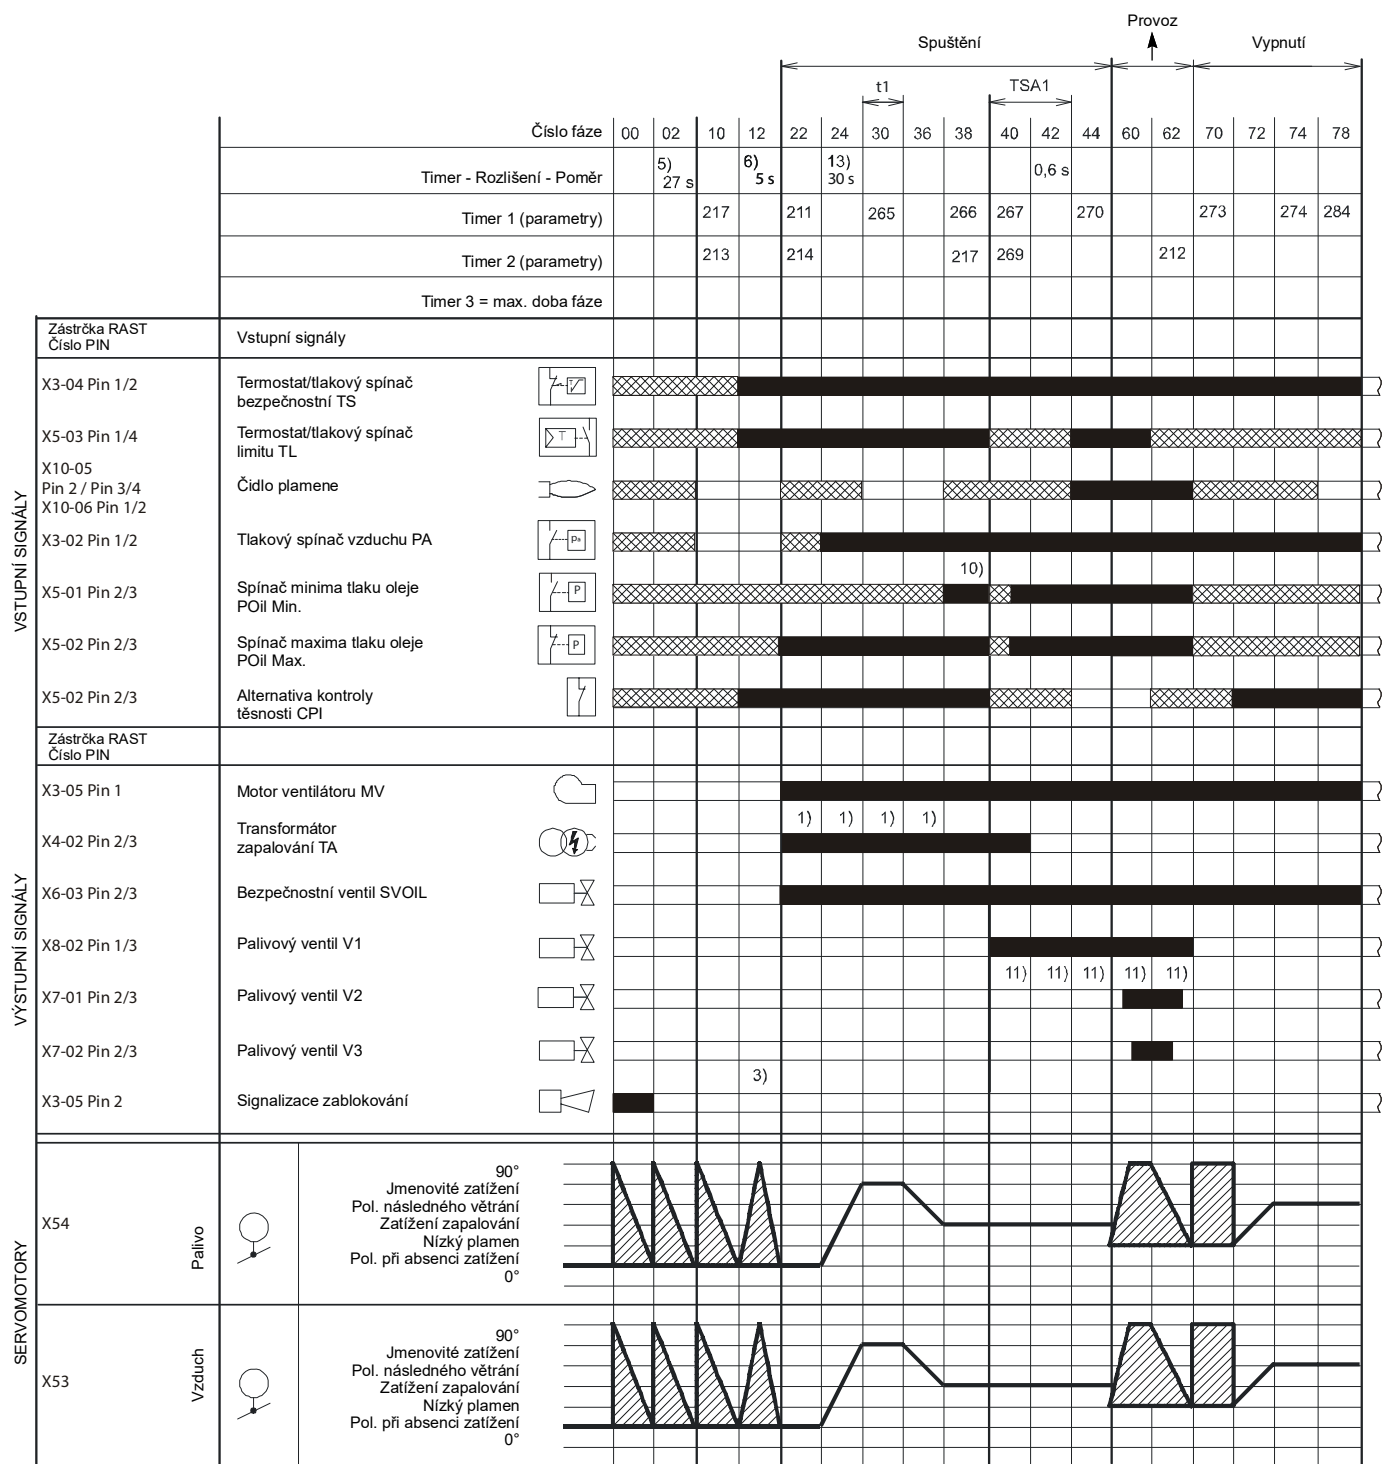 Provoz
Spuštění
Vypnutí
t1
TSA1
Číslo fáze 00 02 10 12 22 24 30 36 38 40 42 44 60 62 70 72 74 78
Timer - Rozlišení - Poměr 5) 27 s 6) 5 s 13) 30 s 0,6 s
Timer 1 (parametry) 217 211 265 266 267 270 273 274 284
Timer 2 (parametry) 213 214 217 269 212
Timer 3 = max. doba fáze
Zástrčka RAST
Číslo PIN
Vstupní signály
VSTUPNÍ SIGNÁLY
X3-04 Pin 1/2
Termostat/tlakový spínač
bezpečnostní TS
X5-03 Pin 1/4
Termostat/tlakový spínač
limitu TL
T
X10-05
Pin 2 / Pin 3/4
X10-06 Pin 1/2
Čidlo plamene
X3-02 Pin 1/2
Tlakový spínač vzduchu PA
Pa
10)
X5-01 Pin 2/3
Spínač minima tlaku oleje
POil Min.
P
X5-02 Pin 2/3
Spínač maxima tlaku oleje
POil Max.
P
X5-02 Pin 2/3
Alternativa kontroly
těsnosti CPI
Zástrčka RAST
Číslo PIN
VÝSTUPNÍ SIGNÁLY
X3-05 Pin 1
Motor ventilátoru MV
1) 1) 1) 1)
X4-02 Pin 2/3
Transformátor
zapalování TA
X6-03 Pin 2/3
Bezpečnostní ventil SVOIL
X8-02 Pin 1/3
Palivový ventil V1
11) 11) 11) 11) 11)
X7-01 Pin 2/3
Palivový ventil V2
X7-02 Pin 2/3
Palivový ventil V3
3)
X3-05 Pin 2
Signalizace zablokování
SERVOMOTORY
X54
Palivo
90°
Jmenovité zatížení
Pol. následného větrání
Zatížení zapalování
Nízký plamen
Pol. při absenci zatížení
0°
X53
Vzduch
90°
Jmenovité zatížení
Pol. následného větrání
Zatížení zapalování
Nízký plamen
Pol. při absenci zatížení
0°